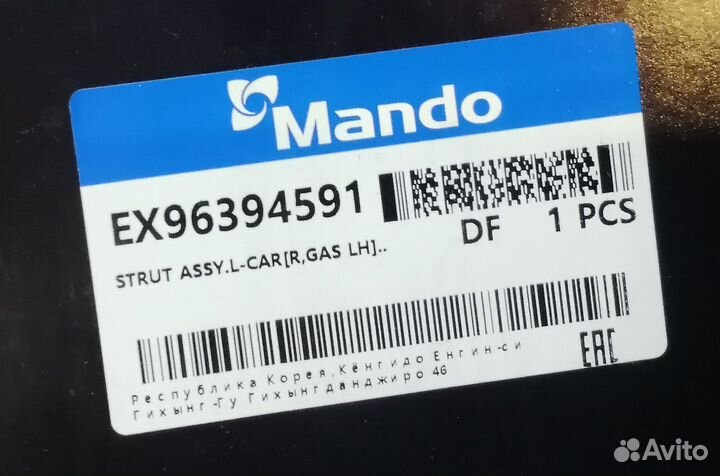 Mando
EX96394591
DF 1 PCS
STRUT ASSY.L-CAR[R,GAS LH]..
EAC
Республика Корея,Кёнгидо Енгин-си
Гихынг-Гу Гихынгданджиро 46
Avito